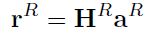 r^R = H^R a^R